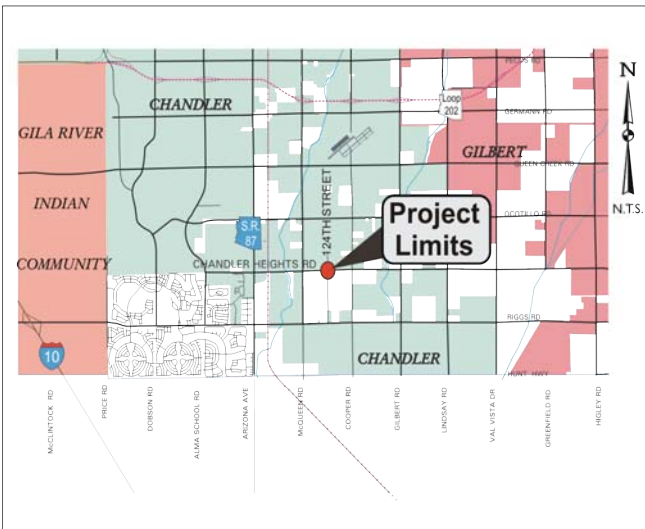 PECOS RD
N
CHANDLER
Loop
202
GERMANN RD
GILA RIVER
GILBERT
QUEEN CREEK RD
INDIAN
124TH STREET
N.T.S.
Project
Limits
OCOTILLO RD
S.R.
87
COMMUNITY
CHANDLER HEIGHTS RD
RIGGS RD
10
CHANDLER
HUNT HWY
McCLINTOCK RD
PRICE RD
DOBSON RD
ALMA SCHOOL RD
ARIZONA AVE
McQUEEN RD
COOPER RD
GILBERT RD
LINDSAY RD
VAL VISTA DR
GREENFIELD RD
HIGLEY RD